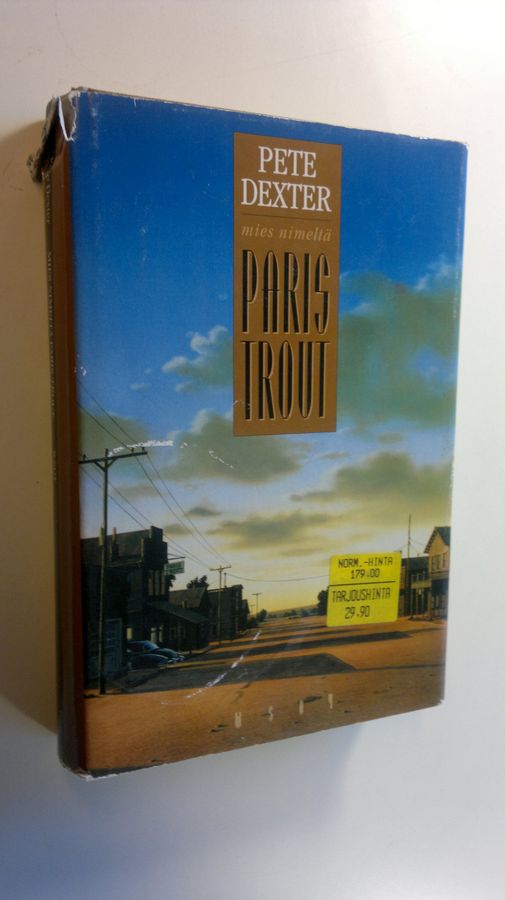 PETE
DEXTER
mies nimeltä
PARIS
TROUT
NORM.-HINTA
179.00
TARJOUSHINTA
29.90